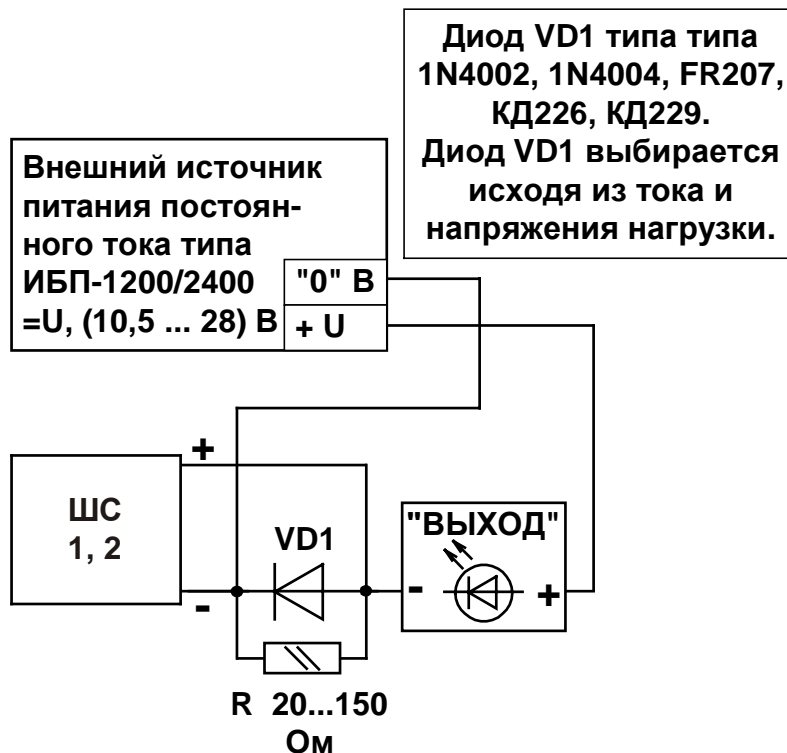 Диод VD1 типа типа
1N4002, 1N4004, FR207,
КД226, КД229.
Диод VD1 выбирается
исходя из тока и
напряжения нагрузки.
Внешний источник
питания постоян-
ного тока типа
ИБП-1200/2400
=U, (10,5 ... 28) В
"0" В
+ U
+
ШС
1, 2
-
VD1
"ВЫХОД"
-
+
R 20...150
Ом